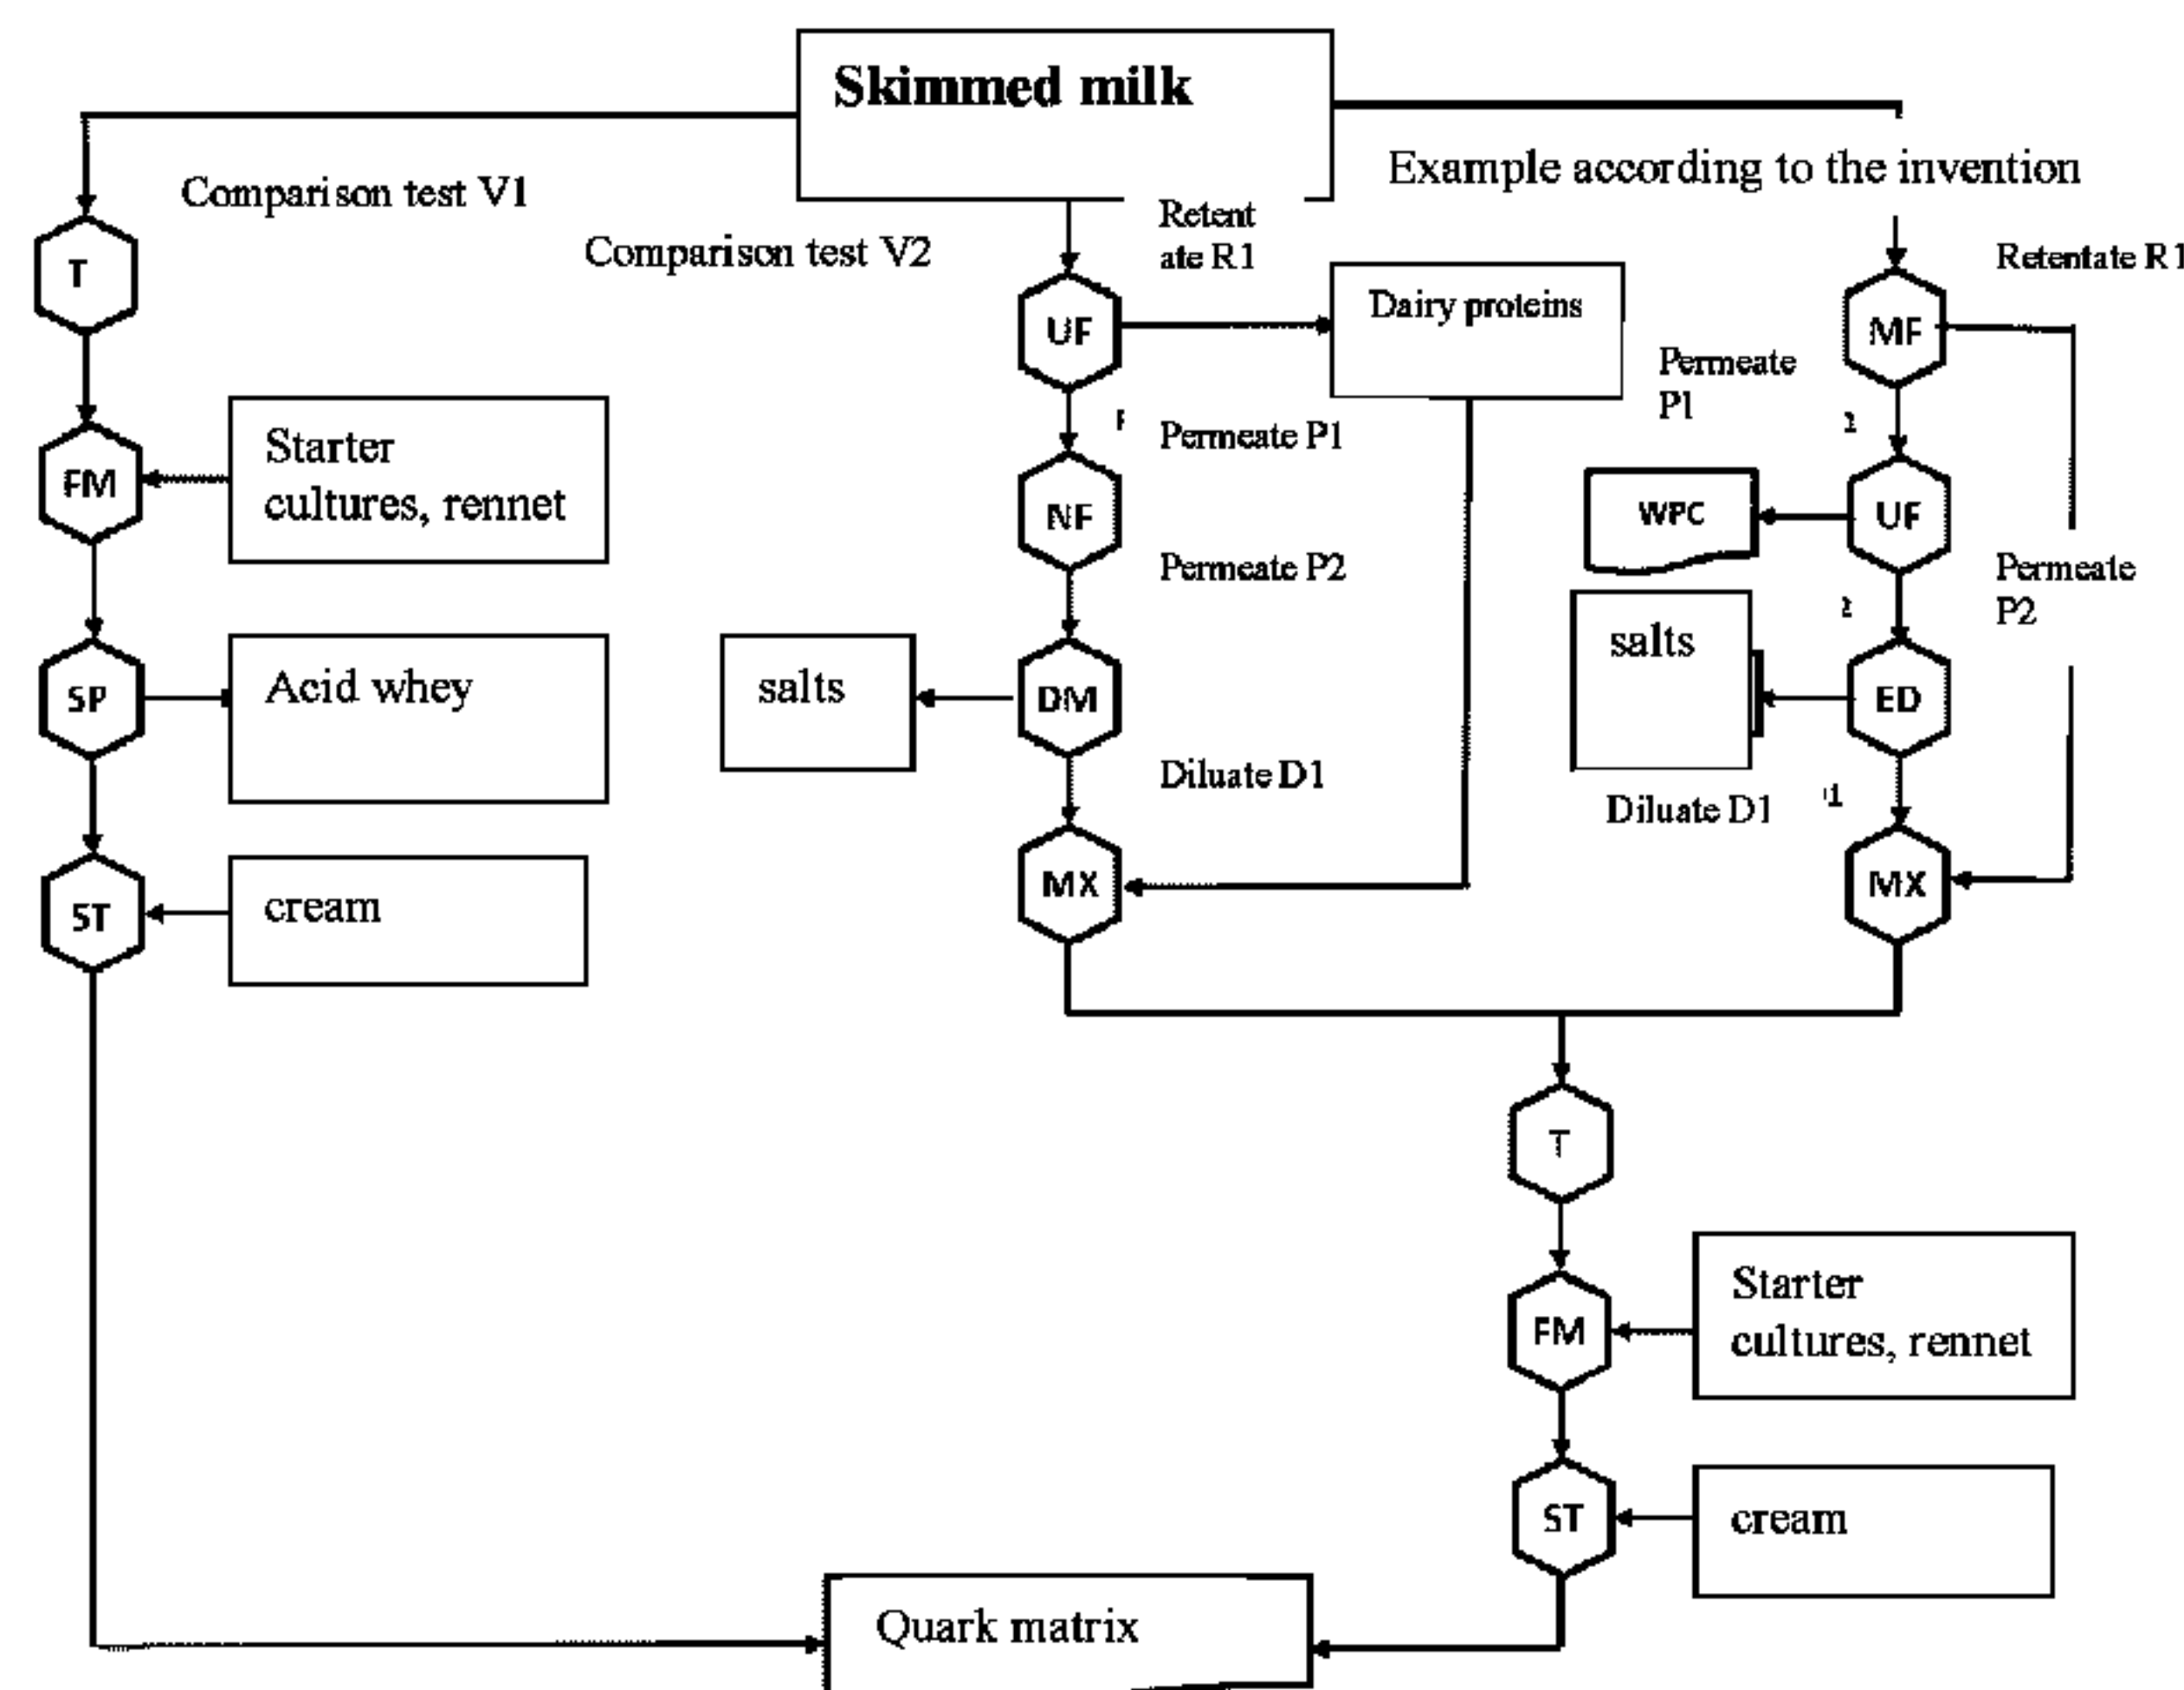 Skimmed milk
Example according to the invention
Comparison test V1
Comparison test V2
Retent
ate R1
Retentate R1
T
UF
Dairy proteins
MF
Permeate
P1
Starter
cultures, rennet
FM
Permeate P1
NF
WPC
UF
Permeate P2
Permeate
P2
salts
Acid whey
SP
salts
DM
ED
Diluate D1
Diluate D1
MX
MX
cream
ST
T
Starter
cultures, rennet
FM
cream
ST
Quark matrix